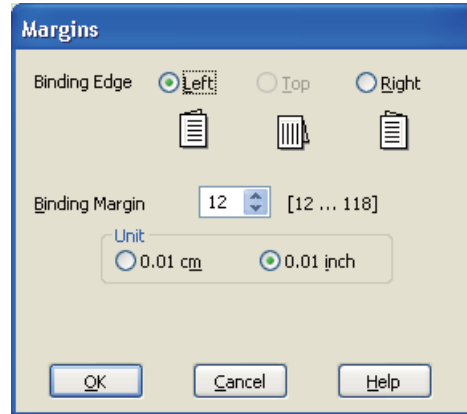 Margins
Binding Edge Left Top Right
Binding Margin 12 [12 ... 118]
Unit
0.01 cm 0.01 inch
OK Cancel Help